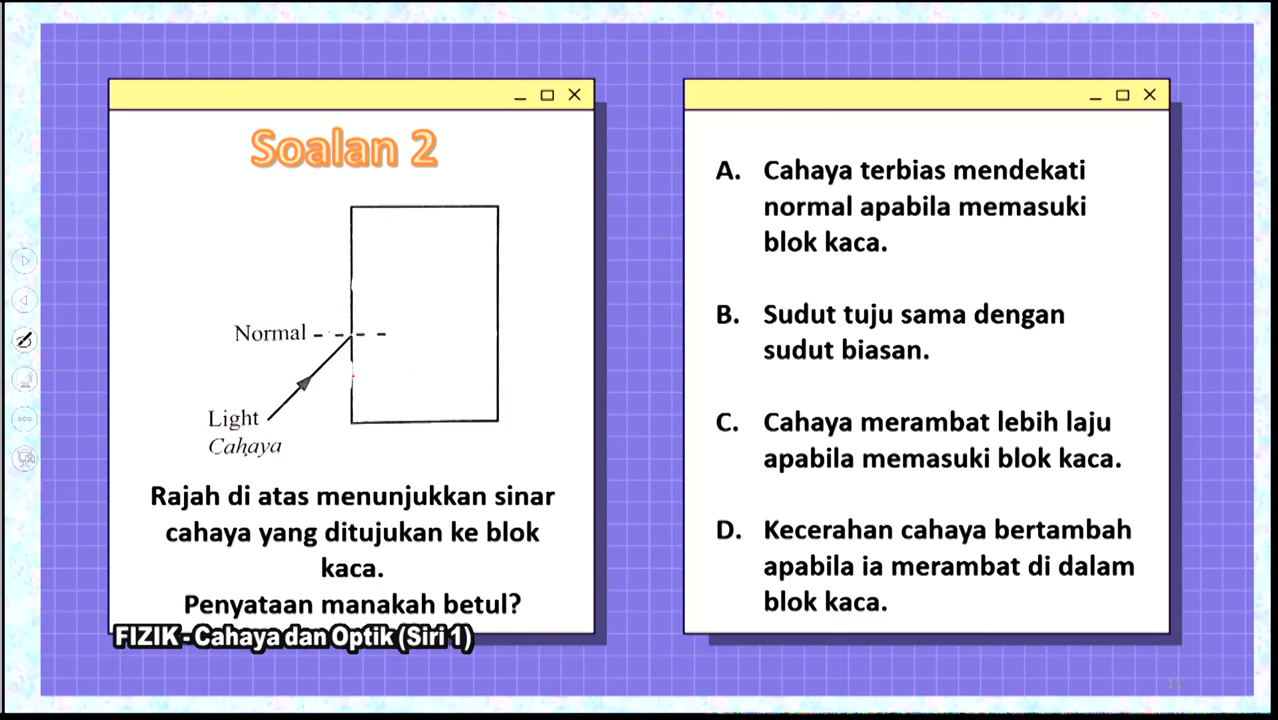 Soalan 2
Normal
Light
Cahaya
Rajah di atas menunjukkan sinar
cahaya yang ditujukan ke blok
kaca.
Penyataan manakah betul?
FIZIK - Cahaya dan Optik (Siri 1)
A. Cahaya terbias mendekati
normal apabila memasuki
blok kaca.
B. Sudut tuju sama dengan
sudut biasan.
C. Cahaya merambat lebih laju
apabila memasuki blok kaca.
D. Kecerahan cahaya bertambah
apabila ia merambat di dalam
blok kaca.
11